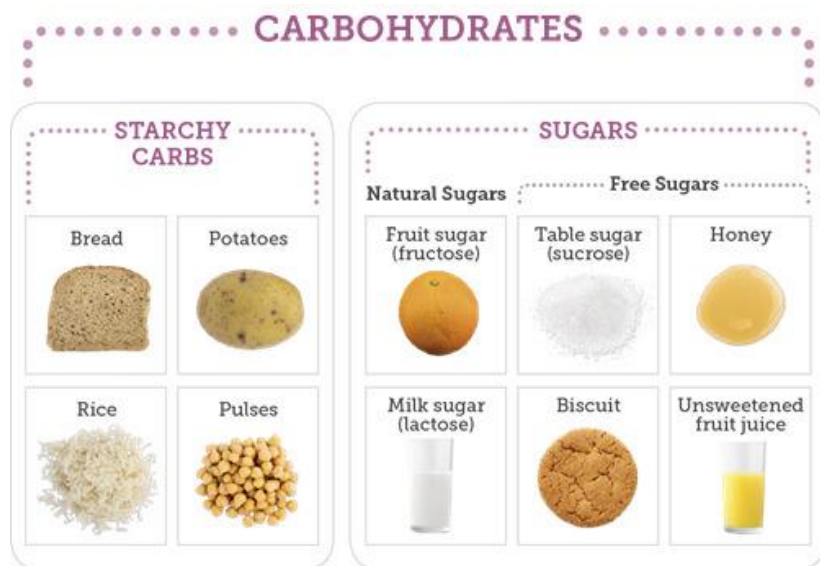 CARBOHYDRATES
STARCHY
CARBS
Bread
Potatoes
Rice
Pulses
SUGARS
Natural Sugars
Free Sugars
Fruit sugar
(fructose)
Table sugar
(sucrose)
Honey
Milk sugar
(lactose)
Biscuit
Unsweetened
fruit juice